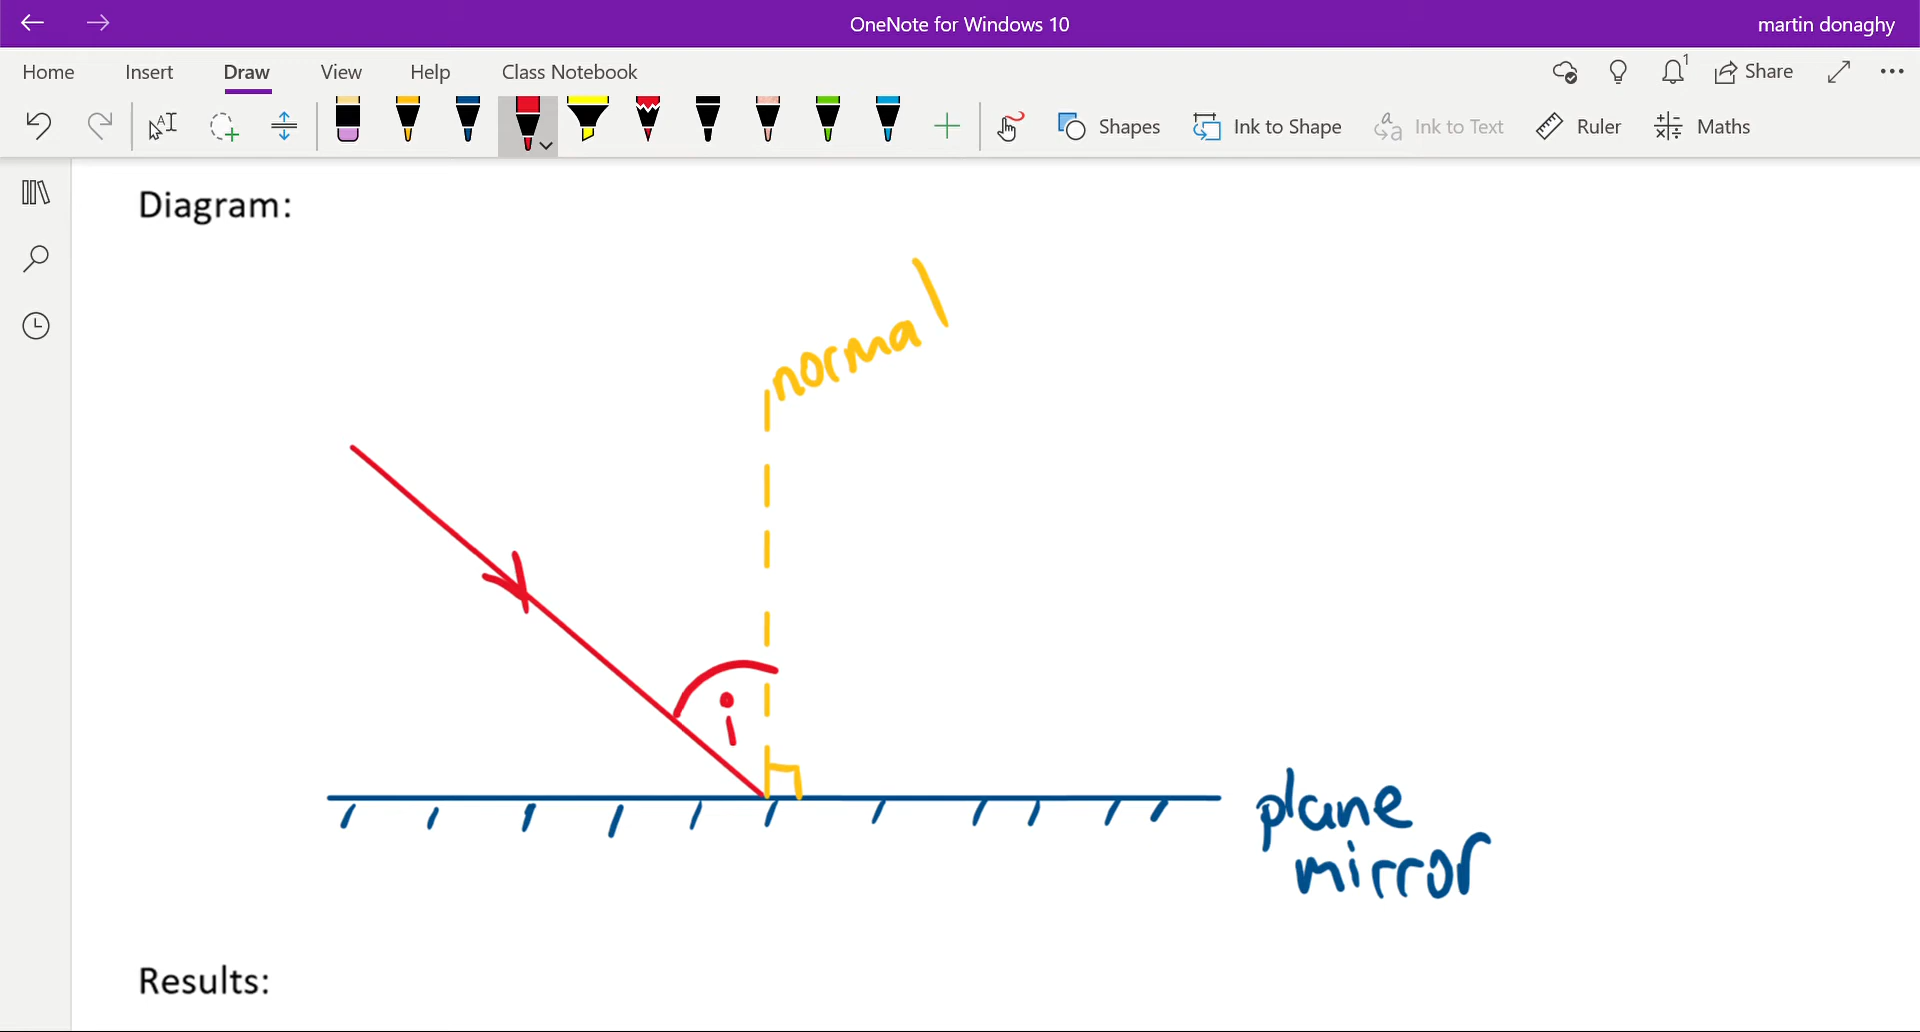 OneNote for Windows 10
martin donaghy
Home Insert Draw View Help Class Notebook
1 Share
Shapes Ink to Shape Ink to Text Ruler Maths
Diagram:
normal
i
plane
mirror
Results: